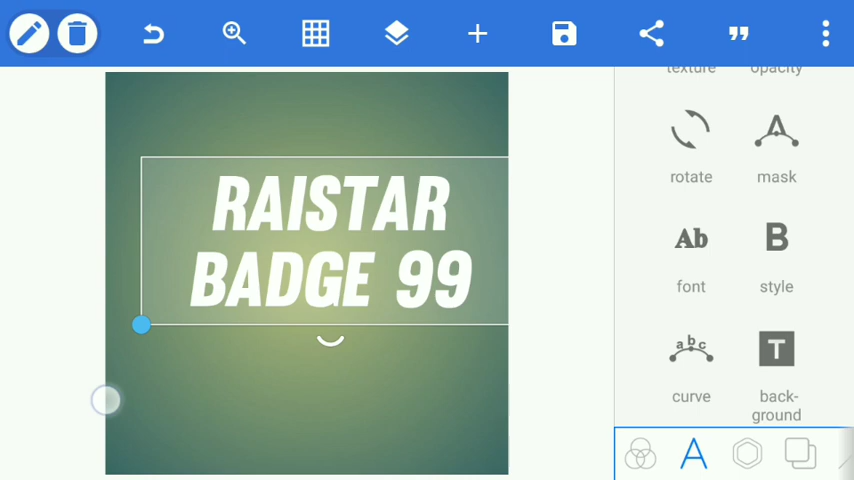 texture opacity
RAISTAR
BADGE 99
rotate mask
Ab B
font style
abc T
curve back-
ground
A